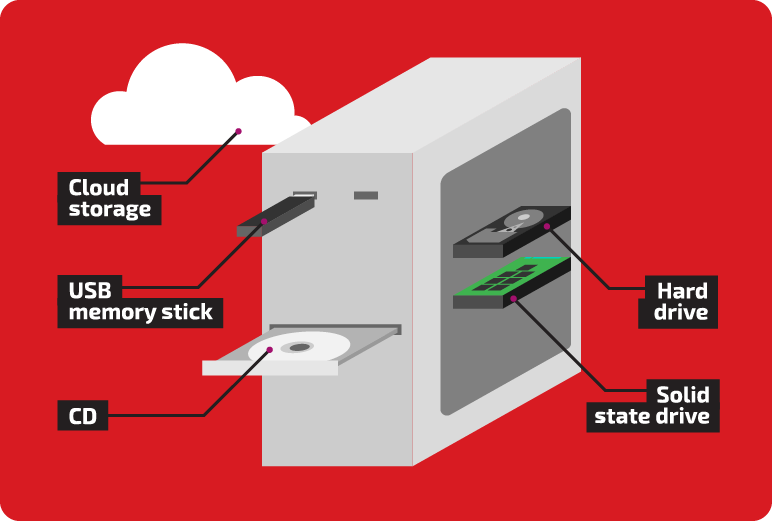 Cloud
storage
USB
memory stick
CD
Hard
drive
Solid
state drive